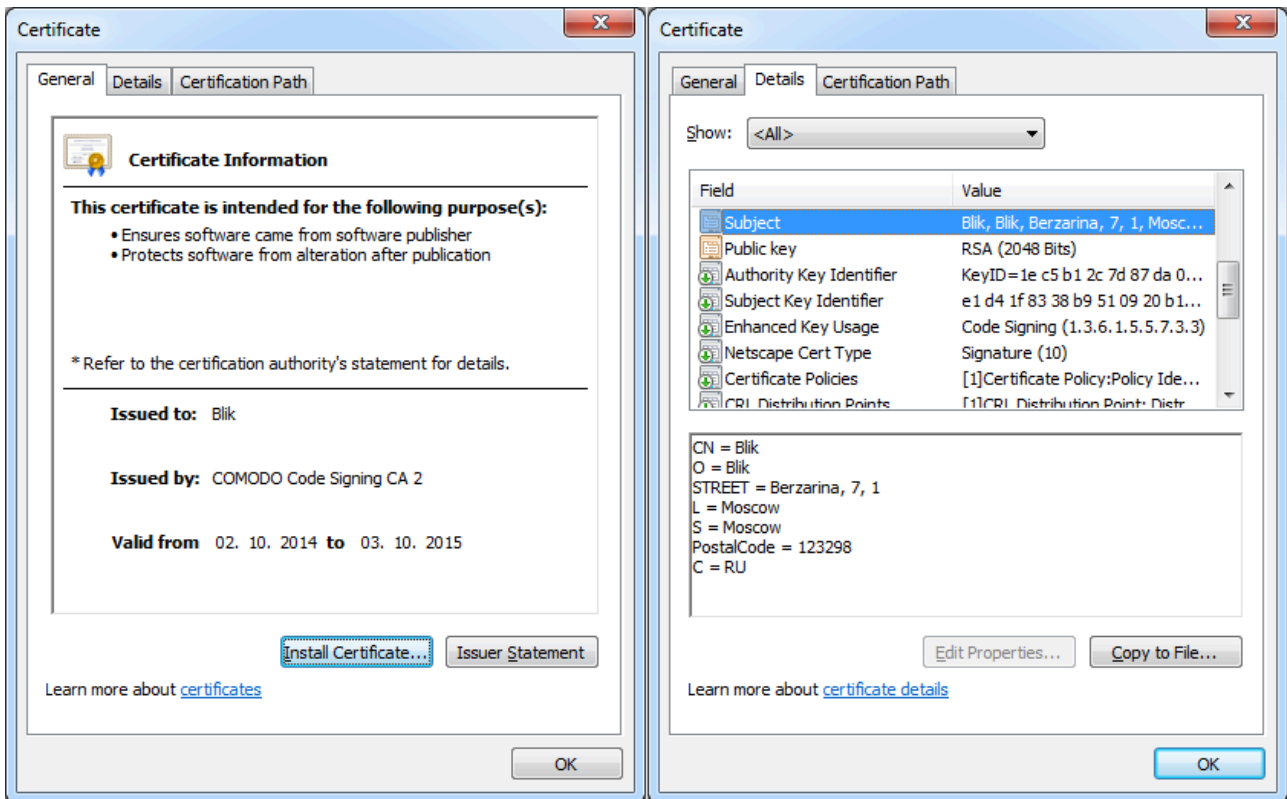 Certificate
General Details Certification Path
Certificate Information
This certificate is intended for the following purpose(s):
• Ensures software came from software publisher
• Protects software from alteration after publication
* Refer to the certification authority's statement for details.
Issued to: Blik
Issued by: COMODO Code Signing CA 2
Valid from 02. 10. 2014 to 03. 10. 2015
Install Certificate... Issuer Statement
Learn more about certificates
OK
Certificate
General Details Certification Path
Show: <All>
Field Value
Subject Blik, Blik, Berzarina, 7, 1, Mosc...
Public key RSA (2048 Bits)
Authority Key Identifier KeyID=1e c5 b1 2c 7d 87 da 0...
Subject Key Identifier e1 d4 1f 83 38 b9 51 09 20 b1...
Enhanced Key Usage Code Signing (1.3.6.1.5.5.7.3.3)
Netscape Cert Type Signature (10)
Certificate Policies [1]Certificate Policy:Policy Ide...
CRL Distribution Points [1]CRL Distribution Point: Distr
CN = Blik
O = Blik
STREET = Berzarina, 7, 1
L = Moscow
S = Moscow
PostalCode = 123298
C = RU
Edit Properties... Copy to File...
Learn more about certificate details
OK